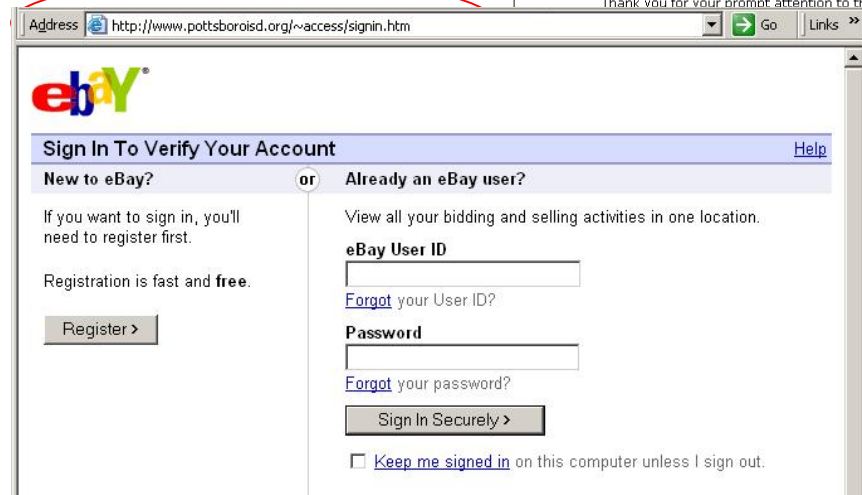 Thank you for your prompt attention to th
Address http://www.pottsboroisd.org/~access/signin.htm Go Links »
ebaY®
Sign In To Verify Your Account Help
New to eBay? or Already an eBay user?
If you want to sign in, you'll
need to register first.
Registration is fast and free.
Register >
View all your bidding and selling activities in one location.
eBay User ID
Forgot your User ID?
Password
Forgot your password?
Sign In Securely >
Keep me signed in on this computer unless I sign out.